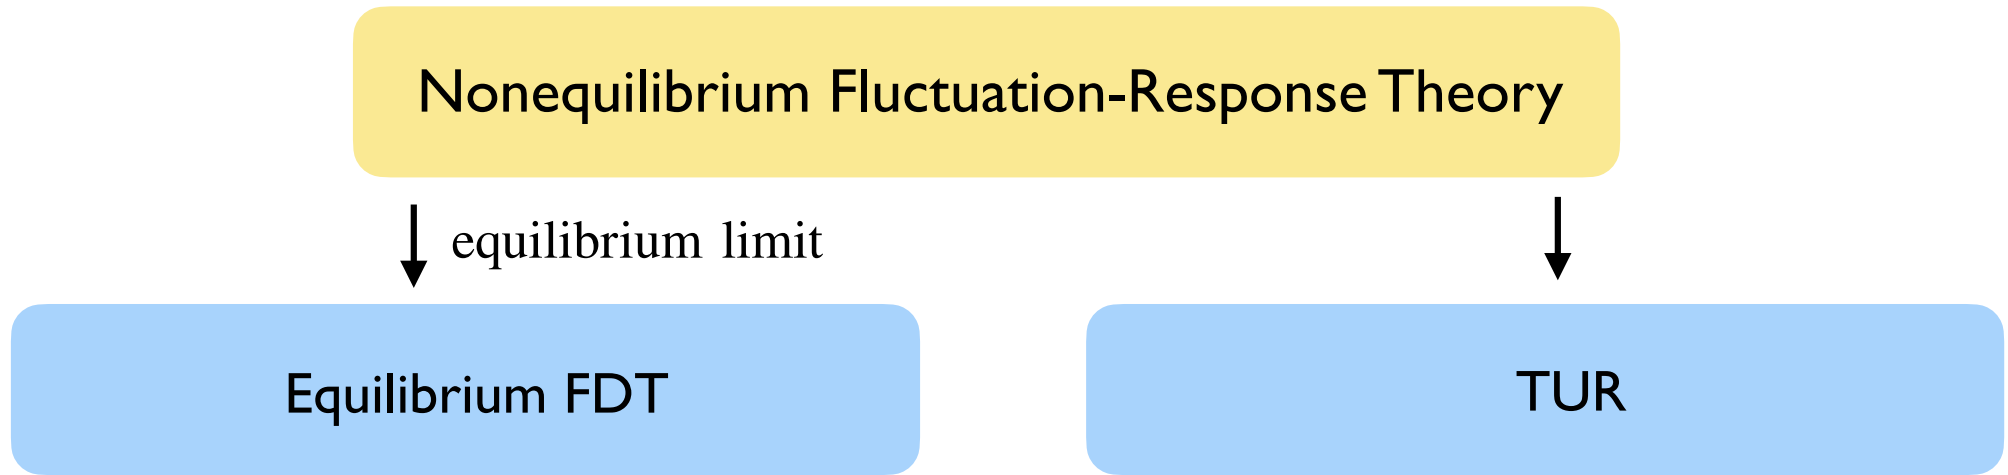 Nonequilibrium Fluctuation-Response Theory
equilibrium limit
Equilibrium FDT
TUR